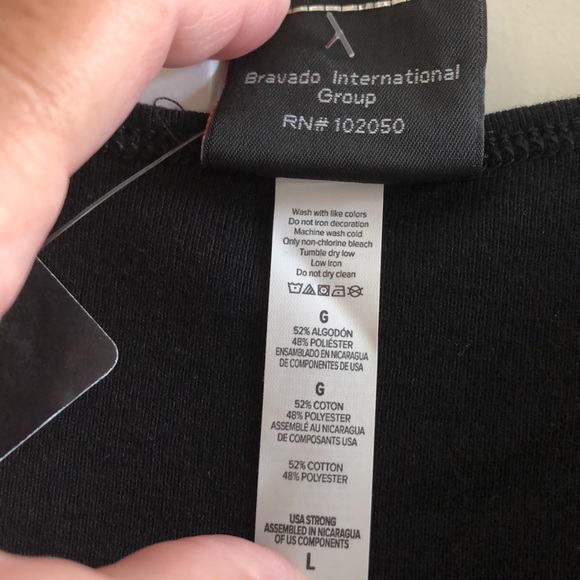 Bravado International
Group
RN# 102050
Wash with like colors
Do not iron decoration
Machine wash cold
Only non-chlorine bleach
Tumble dry low
Low Iron
Do not dry clean
G
52% ALGODÓN
48% POLIÉSTER
ENSAMBLADO EN NICARAGUA
DE COMPONENTES DE USA
G
52% COTON
48% POLYESTER
ASSEMBLÉ AU NICARAGUA
DE COMPOSANTS USA
52% COTTON
48% POLYESTER
USA STRONG
ASSEMBLED IN NICARAGUA
OF US COMPONENTS
L